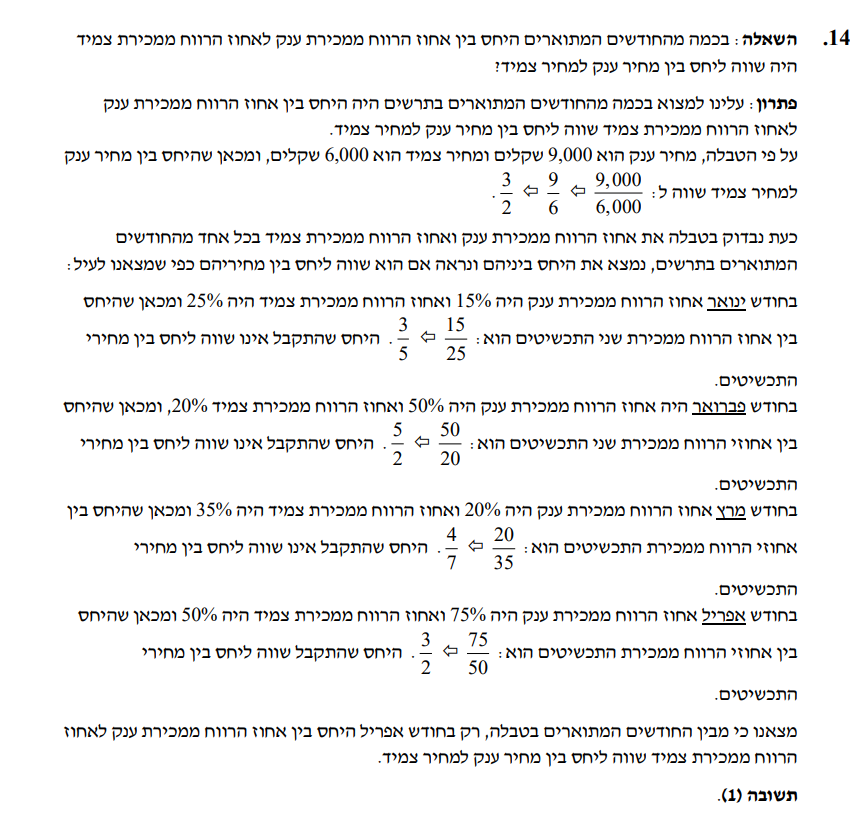 14. השאלה: בכמה מהחודשים המתוארים היחס בין אחוז הרווח ממכירת ענק לאחוז הרווח ממכירת צמיד
היה שווה ליחס בין מחיר ענק למחיר צמיד?
פתרון: עלינו למצוא בכמה מהחודשים המתוארים בתרשים היה היחס בין אחוז הרווח ממכירת ענק
לאחוז הרווח ממכירת צמיד שווה ליחס בין מחיר ענק למחיר צמיד.
על פי הטבלה, מחיר ענק הוא 9,000 שקלים ומחיר צמיד הוא 6,000 שקלים, ומכאן שהיחס בין מחיר ענק
למחיר צמיד שווה ל: 9,000/6,000 ⇦ 9/6 ⇦ 3/2.
כעת נבדוק בטבלה את אחוז הרווח ממכירת ענק ואחוז הרווח ממכירת צמיד בכל אחד מהחודשים
המתוארים בתרשים, נמצא את היחס ביניהם ונראה אם הוא שווה ליחס בין מחיריהם כפי שמצאנו לעיל:
בחודש ינואר אחוז הרווח ממכירת ענק היה 15% ואחוז הרווח ממכירת צמיד היה 25% ומכאן שהיחס
בין אחוז הרווח ממכירת שני התכשיטים הוא: 15/25 ⇦ 3/5. היחס שהתקבל אינו שווה ליחס בין מחירי
התכשיטים.
בחודש פברואר היה אחוז הרווח ממכירת ענק היה 50% ואחוז הרווח ממכירת צמיד 20%, ומכאן שהיחס
בין אחוזי הרווח ממכירת שני התכשיטים הוא: 50/20 ⇦ 5/2. היחס שהתקבל אינו שווה ליחס בין מחירי
התכשיטים.
בחודש מרץ אחוז הרווח ממכירת ענק היה 20% ואחוז הרווח ממכירת צמיד היה 35% ומכאן שהיחס בין
אחוזי הרווח ממכירת התכשיטים הוא: 20/35 ⇦ 4/7. היחס שהתקבל אינו שווה ליחס בין מחירי
התכשיטים.
בחודש אפריל אחוז הרווח ממכירת ענק היה 75% ואחוז הרווח ממכירת צמיד היה 50% ומכאן שהיחס
בין אחוזי הרווח ממכירת התכשיטים הוא: 75/50 ⇦ 3/2. היחס שהתקבל שווה ליחס בין מחירי
התכשיטים.
מצאנו כי מבין החודשים המתוארים בטבלה, רק בחודש אפריל היחס בין אחוז הרווח ממכירת ענק לאחוז
הרווח ממכירת צמיד שווה ליחס בין מחיר ענק למחיר צמיד.
תשובה (1).